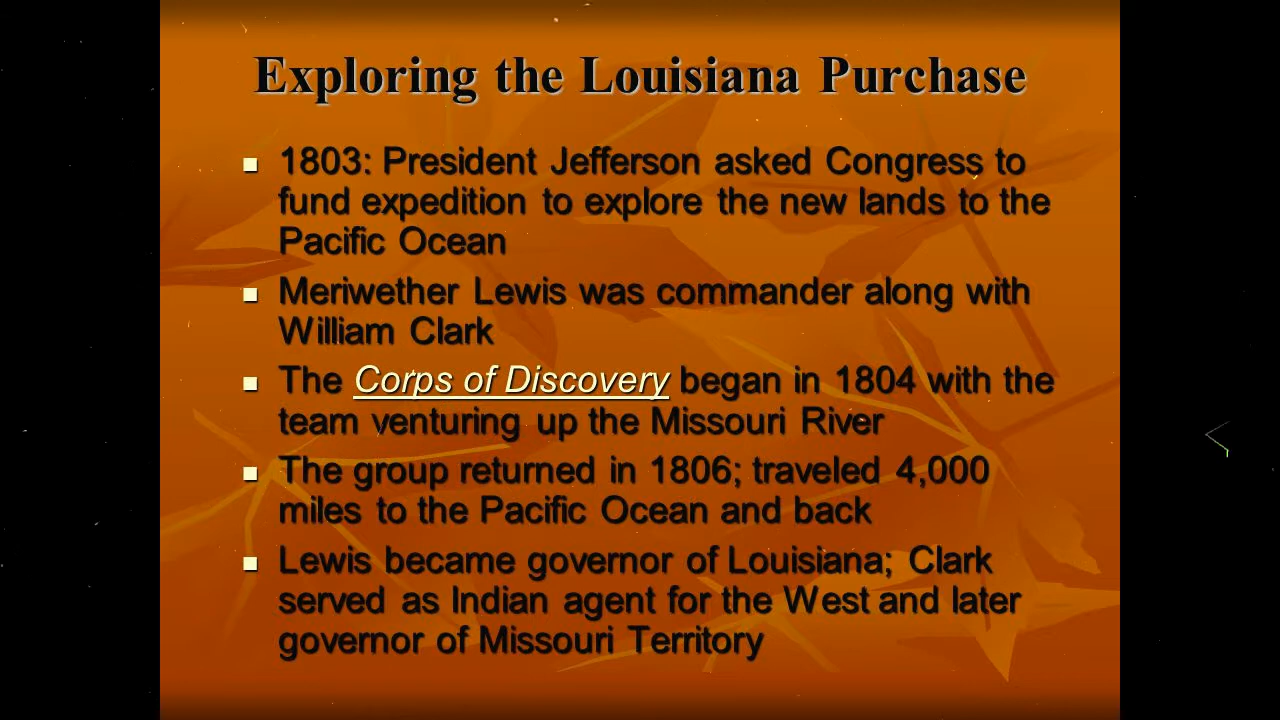 Exploring the Louisiana Purchase
1803: President Jefferson asked Congress to
fund expedition to explore the new lands to the
Pacific Ocean
Meriwether Lewis was commander along with
William Clark
The Corps of Discovery began in 1804 with the
team venturing up the Missouri River
The group returned in 1806; traveled 4,000
miles to the Pacific Ocean and back
Lewis became governor of Louisiana; Clark
served as Indian agent for the West and later
governor of Missouri Territory